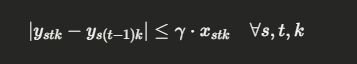 |y_{stk} − y_{s(t−1)k}| ≤ γ · x_{stk}  ∀s, t, k